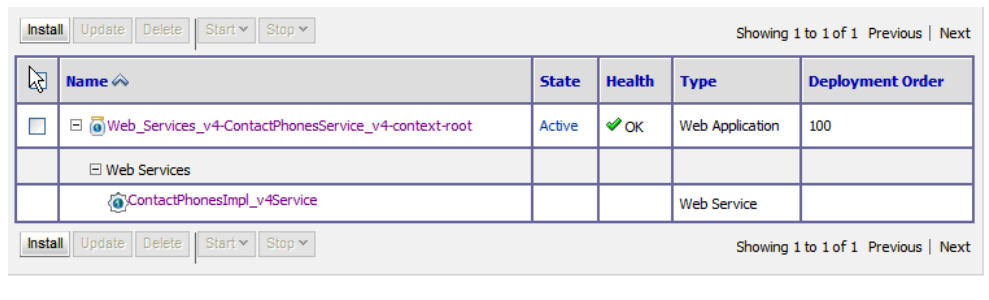 Install Update Delete Start Stop Showing 1 to 1 of 1 Previous | Next
Name State Health Type Deployment Order
Web_Services_v4-ContactPhonesService_v4-context-root Active OK Web Application 100
Web Services
ContactPhonesImpl_v4Service Web Service
Install Update Delete Start Stop Showing 1 to 1 of 1 Previous | Next